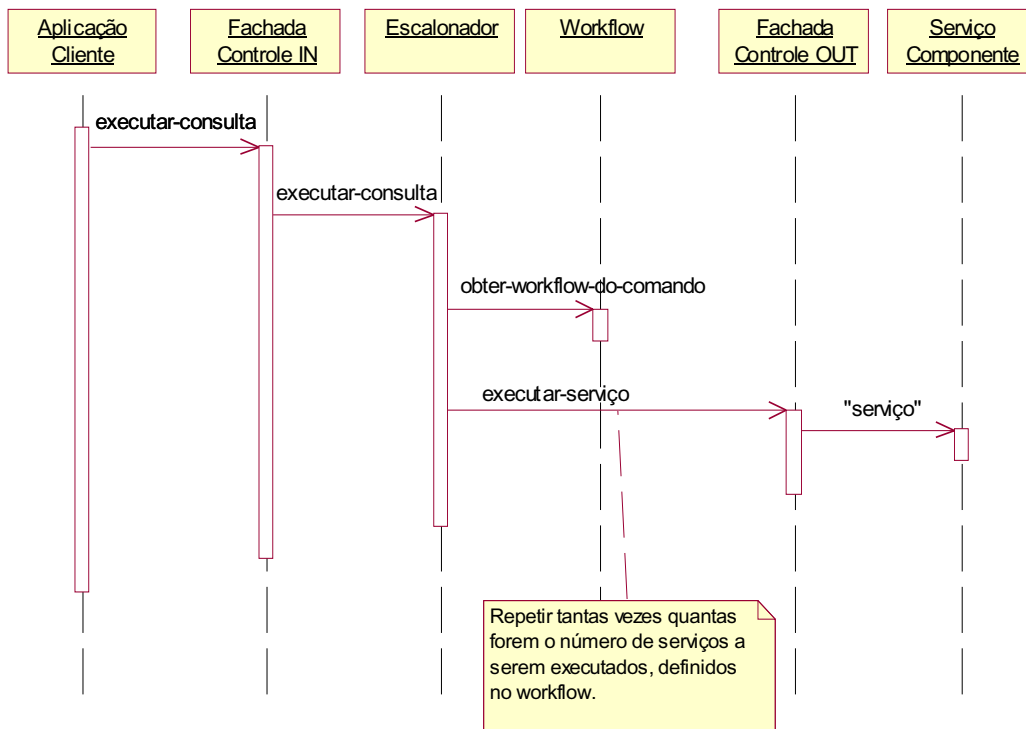 Aplicação
Cliente
Fachada
Controle IN
Escalonador
Workflow
Fachada
Controle OUT
Serviço
Componente
executar-consulta
executar-consulta
obter-workflow-do-comando
executar-serviço
"serviço"
Repetir tantas vezes quantas
forem o número de serviços a
serem executados, definidos
no workflow.